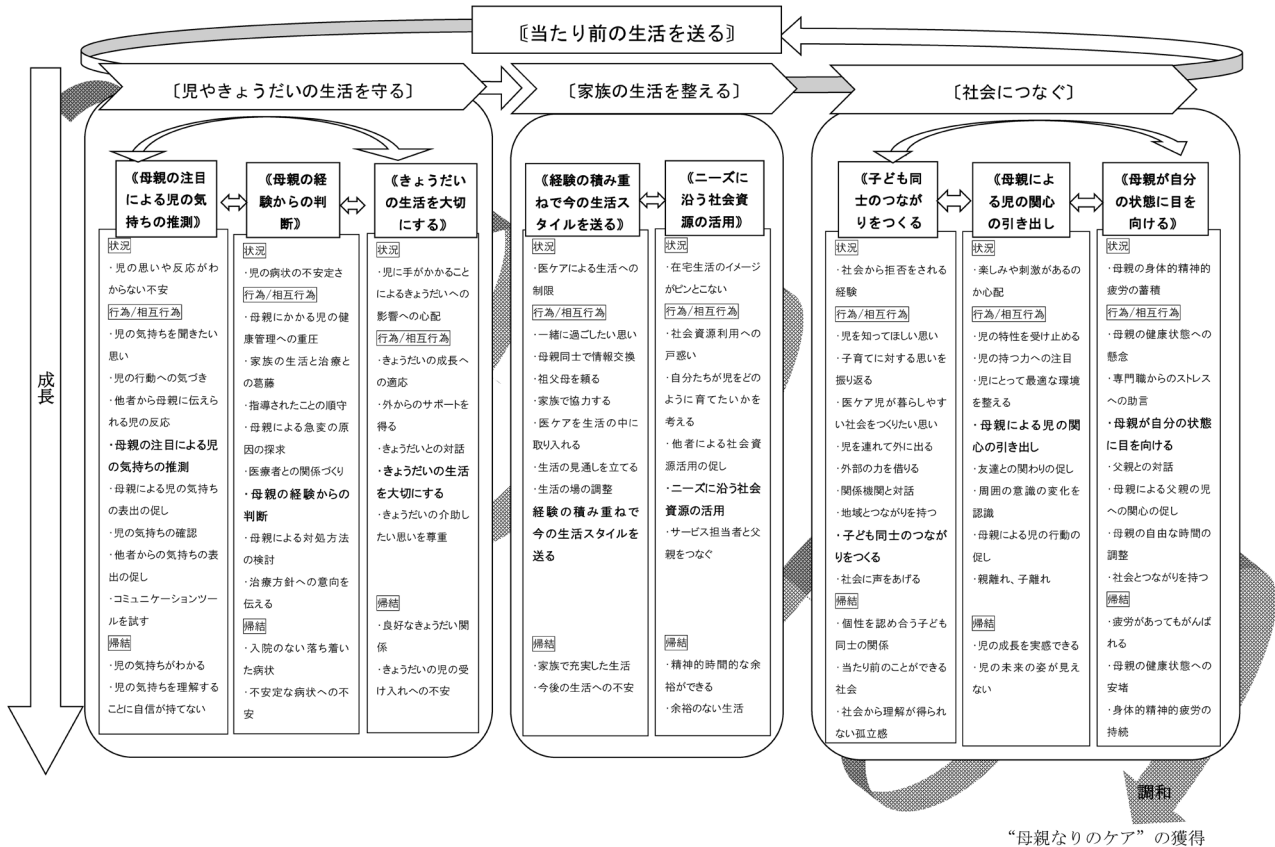 〖当たり前の生活を送る〗
〔児やきょうだいの生活を守る〕
〔家族の生活を整える〕
〔社会につなぐ〕
成長
《母親の注目
による児の気
持ちの推測》
状況
・児の思いや反応がわ
からない不安
行為/相互行為
・児の気持ちを聞きたい
思い
・児の行動への気づき
・他者から母親に伝えら
れる児の反応
・母親の注目による児
の気持ちの推測
・母親による児の気持ち
の表出の促し
・児の気持ちの確認
・他者からの気持ちの表
出の促し
・コミュニケーションツー
ルを試す
帰結
・児の気持ちがわかる
・児の気持ちを理解する
ことに自信が持てない
《母親の経
験からの判
断》
状況
・児の病状の不安定さ
行為/相互行為
・母親にかかる児の健
康管理への重圧
・家族の生活と治療と
の葛藤
・指導されたことの順守
・母親による急変の原
因の探求
・医療者との関係づくり
・母親の経験からの
判断
・母親による対処方法
の検討
・治療方針への意向を
伝える
帰結
・入院のない落ち着い
た病状
・不安定な病状への不
安
《きょうだい
の生活を大切
にする》
状況
・児に手がかかること
によるきょうだいへの
影響への心配
行為/相互行為
・きょうだいの成長へ
の適応
・外からのサポートを
得る
・きょうだいとの対話
・きょうだいの生活
を大切にする
・きょうだいの介助し
たい思いを尊重
帰結
・良好なきょうだい関
係
・きょうだいの児の受
け入れへの不安
《経験の積み重
ねで今の生活ス
タイルを送る》
状況
・医ケアによる生活への
制限
行為/相互行為
・一緒に過ごしたい思い
・母親同士で情報交換
・祖父母を頼る
・家族で協力する
・医ケアを生活の中に
取り入れる
・生活の見通しを立てる
・生活の場の調整
経験の積み重ねで
今の生活スタイルを
送る
帰結
・家族で充実した生活
・今後の生活への不安
《ニーズに
沿う社会資
源の活用》
状況
・在宅生活のイメージ
がピンとこない
行為/相互行為
・社会資源利用への
戸惑い
・自分たちが児をどの
ように育てたいかを
考える
・他者による社会資
源活用の促し
・ニーズに沿う社会
資源の活用
・サービス担当者と父
親をつなぐ
帰結
・精神的時間的な余
裕ができる
・余裕のない生活
《子ども同
士のつなが
りをつくる
状況
・社会から拒否をされる
経験
行為/相互行為
・児を知ってほしい思い
・子育てに対する思いを
振り返る
・医ケア児が暮らしやす
い社会をつくりたい思い
・児を連れて外に出る
・外部の力を借りる
・関係機関と対話
・地域とつながりを持つ
・子ども同士のつなが
りをつくる
・社会に声をあげる
帰結
・個性を認め合う子ども
同士の関係
・当たり前のことができる
社会
・社会から理解が得られ
ない孤立感
《母親によ
る児の関心
の引き出し
状況
・楽しみや刺激があるの
か心配
行為/相互行為
・児の特性を受け止める
・児の持つ力への注目
・児にとって最適な環境
を整える
・母親による児の関
心の引き出し
・友達との関わりの促し
・周囲の意識の変化を
認識
・母親による児の行動の
促し
・親離れ、子離れ
帰結
・児の成長を実感できる
・児の未来の姿が見え
ない
《母親が自分
の状態に目を
向ける》
状況
・母親の身体的精神的
疲労の蓄積
行為/相互行為
・母親の健康状態への
懸念
・専門職からのストレス
への助言
・母親が自分の状態
に目を向ける
・父親との対話
・母親による父親の児
への関心の促し
・母親の自由な時間の
調整
・社会とつながりを持つ
帰結
・疲労があってもがんば
れる
・母親の健康状態への
安堵
・身体的精神的疲労の
持続
調和
“母親なりのケア”の獲得